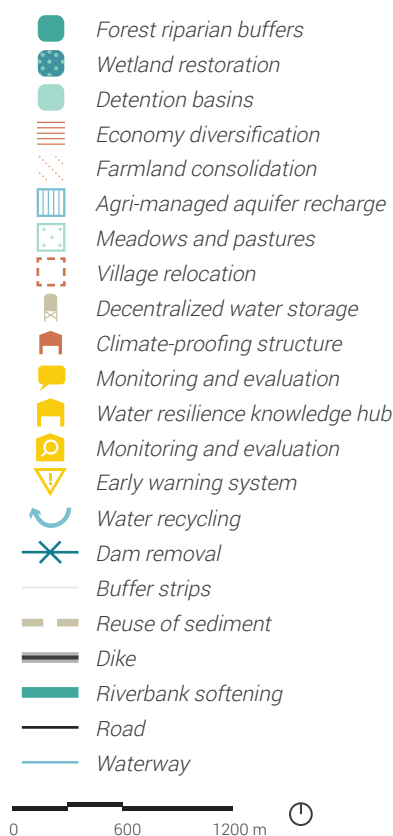 Forest riparian buffers
Wetland restoration
Detention basins
Economy diversification
Farmland consolidation
Agri-managed aquifer recharge
Meadows and pastures
Village relocation
Decentralized water storage
Climate-proofing structure
Monitoring and evaluation
Water resilience knowledge hub
Monitoring and evaluation
Early warning system
Water recycling
Dam removal
Buffer strips
Reuse of sediment
Dike
Riverbank softening
Road
Waterway
0 600 1200 m